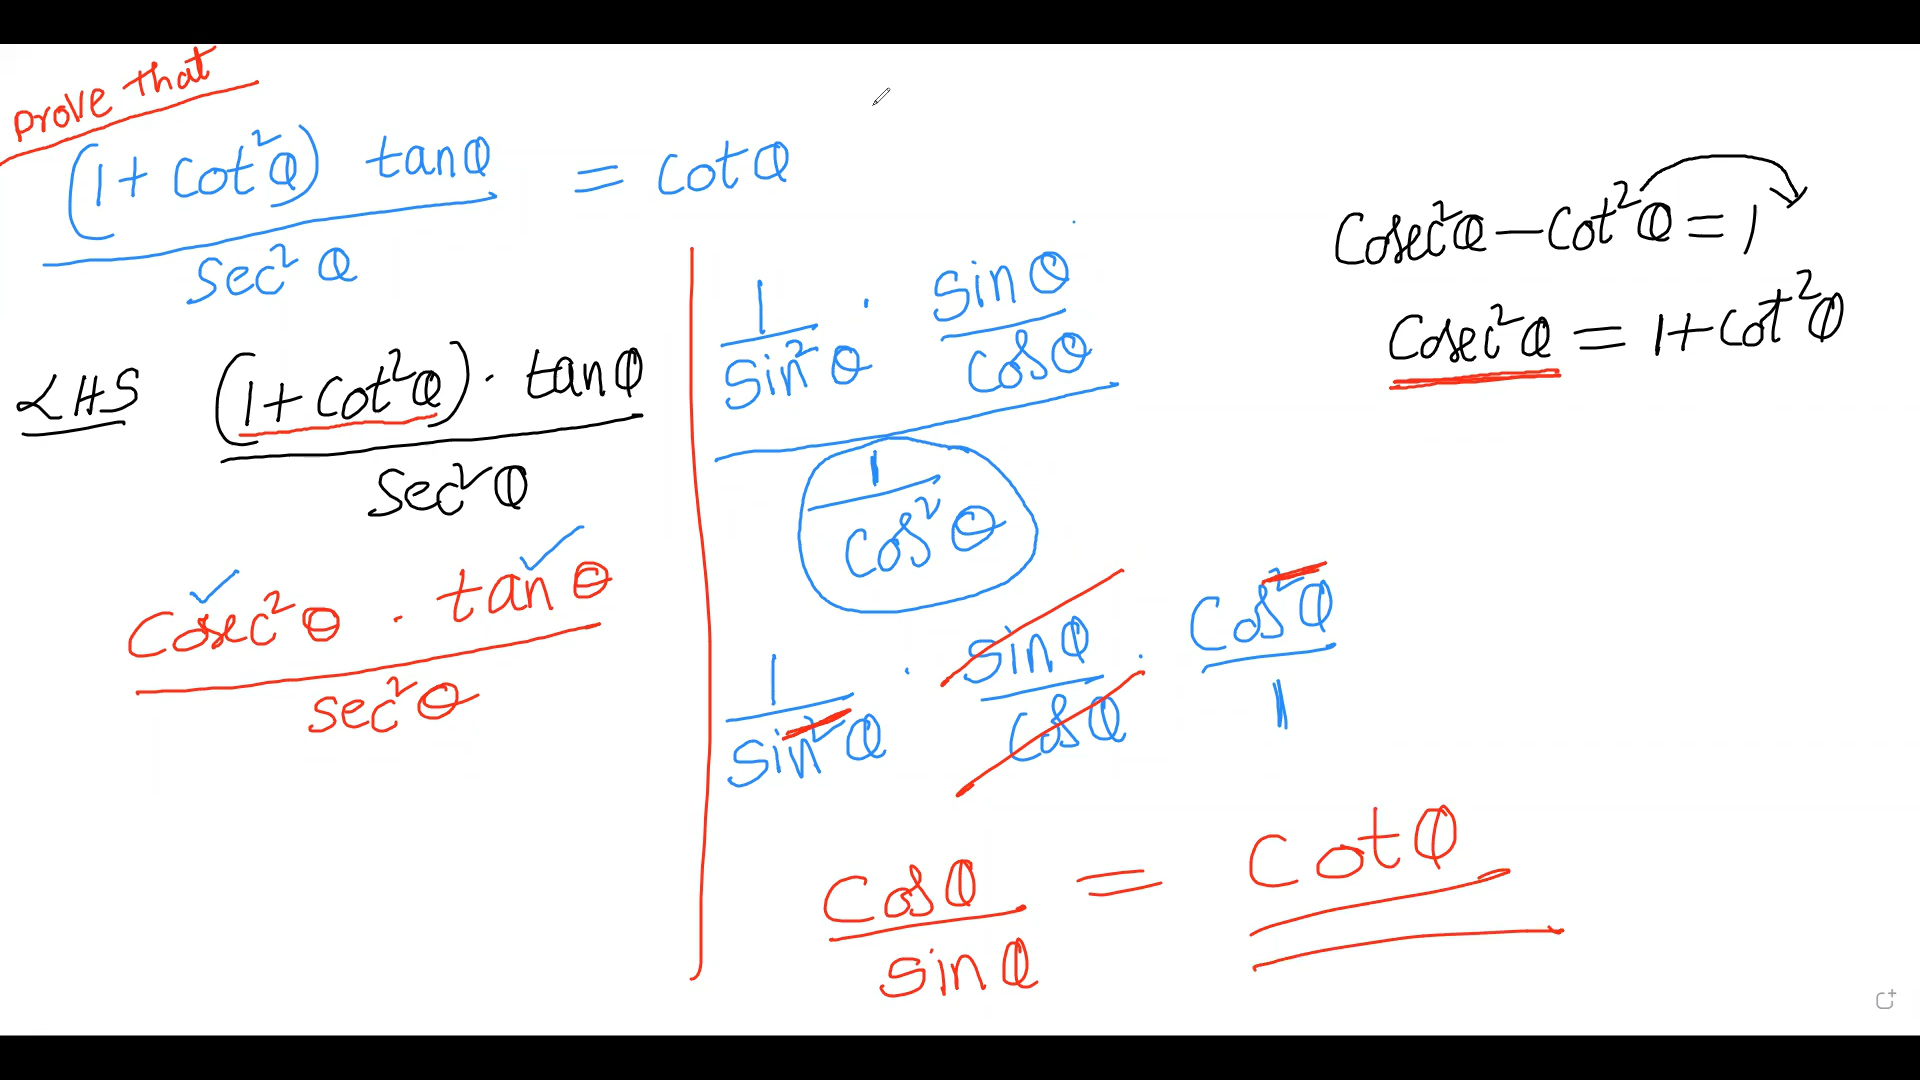 Prove that
(1 + cot²θ) tanθ / sec²θ = cotθ
LHS (1 + cot²θ) · tanθ / sec²θ
Cosec²θ · tanθ / sec²θ
1/sin²θ · sinθ/cosθ / 1/cos²θ
1/sin²θ · sinθ/cosθ · cos²θ/1
cosθ/sinθ = cotθ
Cosec²θ – cot²θ = 1
Cosec²θ = 1 + cot²θ